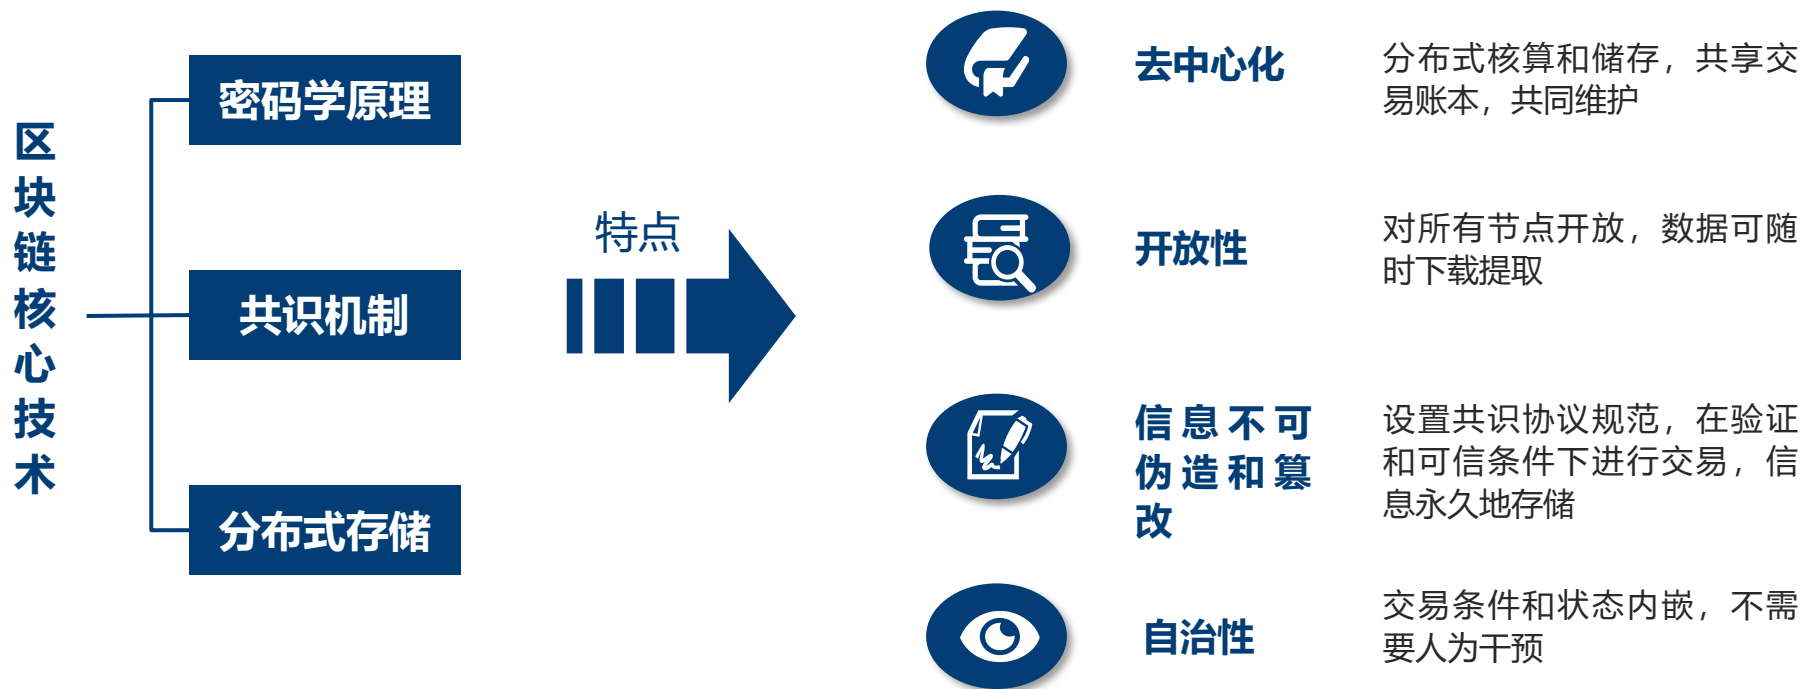 区块链核心技术
密码学原理
共识机制
分布式存储
特点
去中心化
分布式核算和储存，共享交
易账本，共同维护
开放性
对所有节点开放，数据可随
时下载提取
信息不可
伪造和篡
改
设置共识协议规范，在验证
和可信条件下进行交易，信
息永久地存储
自治性
交易条件和状态内嵌，不需
要人为干预